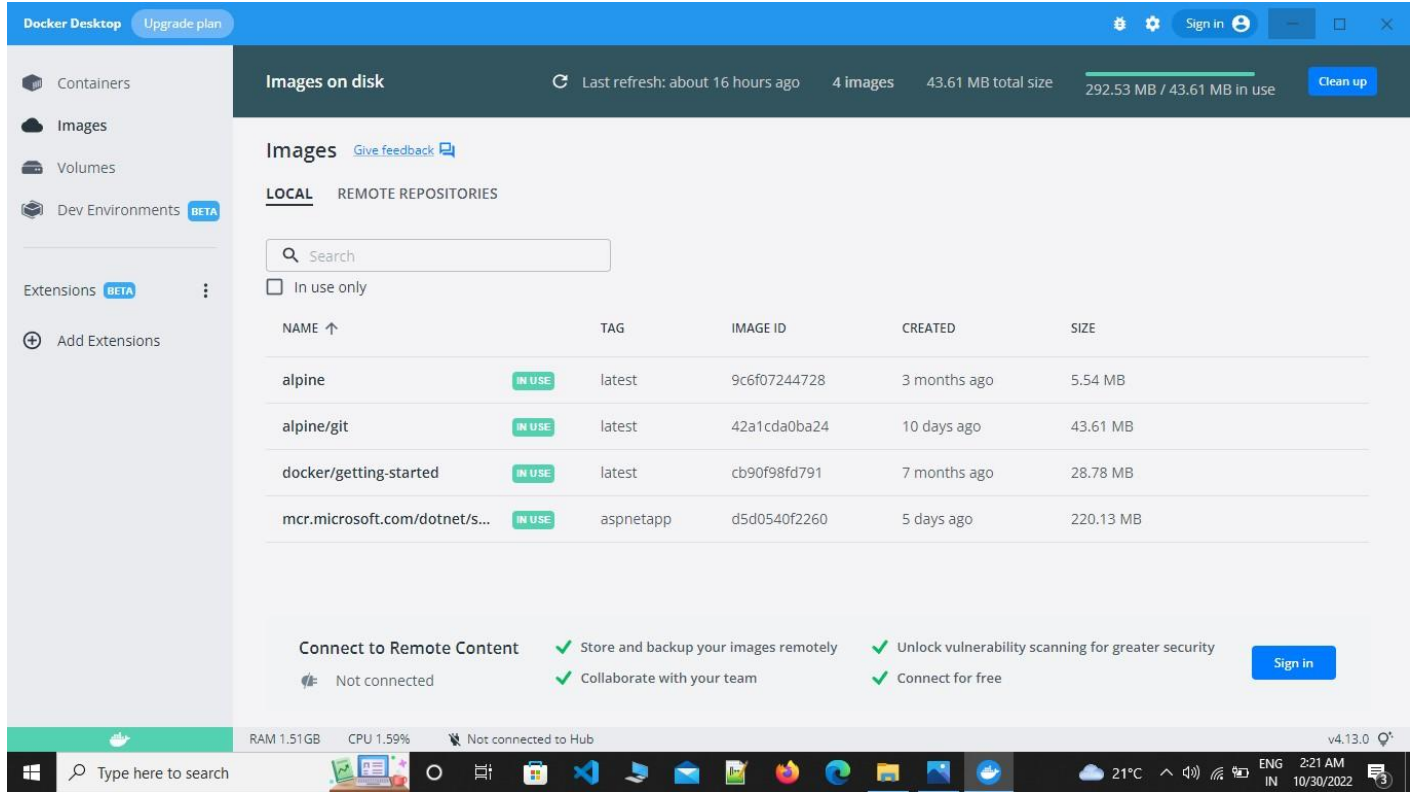 Docker Desktop Upgrade plan Sign in
Containers
Images
Volumes
Dev Environments BETA
Extensions BETA
Add Extensions
Images on disk Last refresh: about 16 hours ago 4 images 43.61 MB total size 292.53 MB / 43.61 MB in use Clean up
Images Give feedback
LOCAL REMOTE REPOSITORIES
Search
In use only
NAME TAG IMAGE ID CREATED SIZE
alpine IN USE latest 9c6f07244728 3 months ago 5.54 MB
alpine/git IN USE latest 42a1cda0ba24 10 days ago 43.61 MB
docker/getting-started IN USE latest cb90f98fd791 7 months ago 28.78 MB
mcr.microsoft.com/dotnet/s... IN USE aspnetapp d5d0540f2260 5 days ago 220.13 MB
Connect to Remote Content Store and backup your images remotely Unlock vulnerability scanning for greater security Sign in
Not connected Collaborate with your team Connect for free
RAM 1.51GB CPU 1.59% Not connected to Hub v4.13.0
Type here to search 21°C ENG 2:21 AM
IN 10/30/2022 3